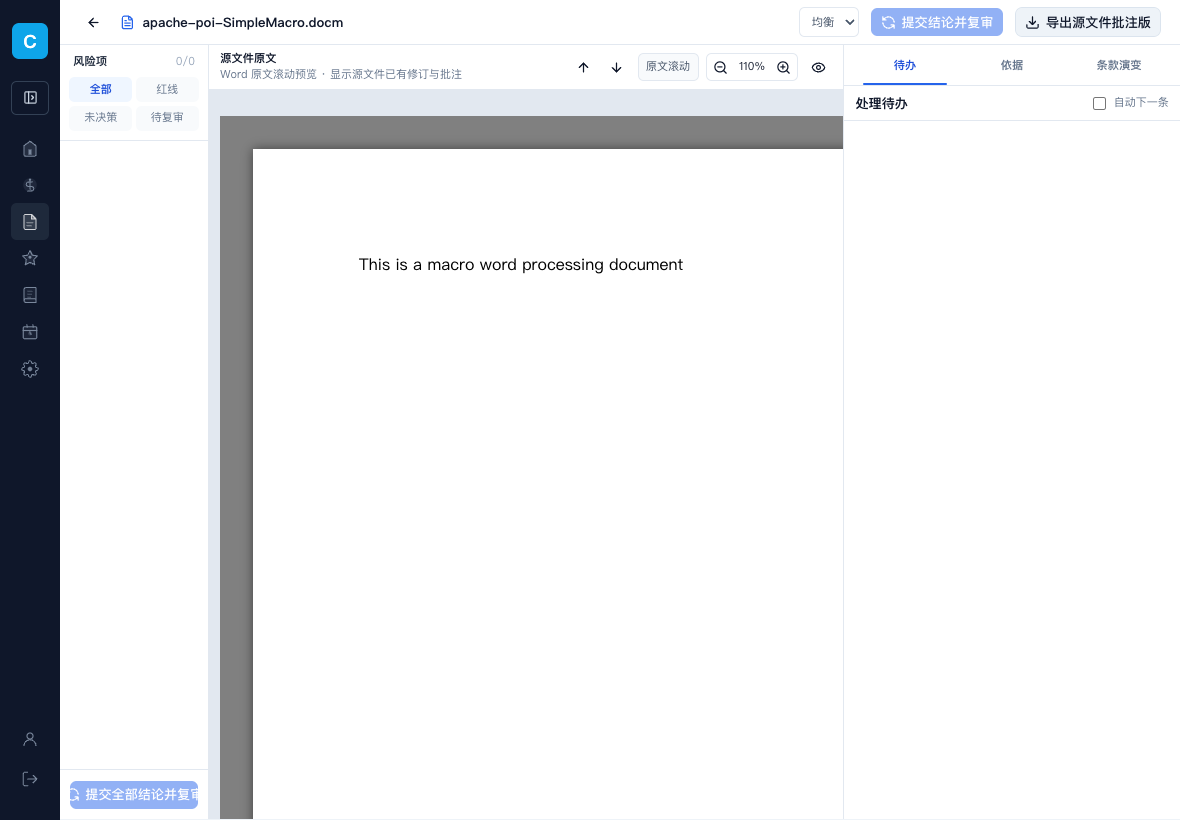 C
apache-poi-SimpleMacro.docm
均衡
提交结论并复审
导出源文件批注版
风险项
0/0
全部
红线
未决策
待复审
源文件原文
Word 原文滚动预览 · 显示源文件已有修订与批注
原文滚动
110%
This is a macro word processing document
待办
依据
条款演变
处理待办
自动下一条
提交全部结论并复审